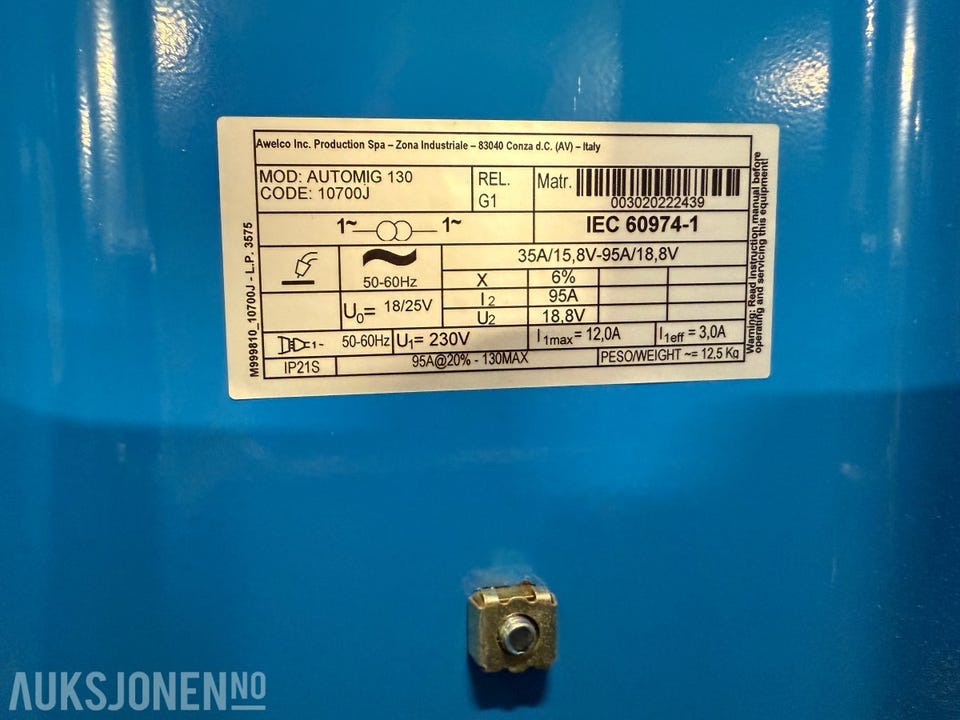 Awelco Inc. Production Spa – Zona Industriale – 83040 Conza d.C. (AV) – Italy
MOD: AUTOMIG 130
CODE: 10700J
REL.
G1
Matr.
003020222439
1~ 1~
IEC 60974-1
50-60Hz
35A/15,8V-95A/18,8V
X 6%
I2 95A
U2 18,8V
U0= 18/25V
1~ 50-60Hz U1= 230V I1max= 12,0A I1eff= 3,0A
IP21S 95A@20% - 130MAX PESO/WEIGHT ~= 12,5 Kg
M999810_10700J - L.P. 3575
Warning: Read instruction manual before
operating and servicing this equipment!
AUKSJONEN NO